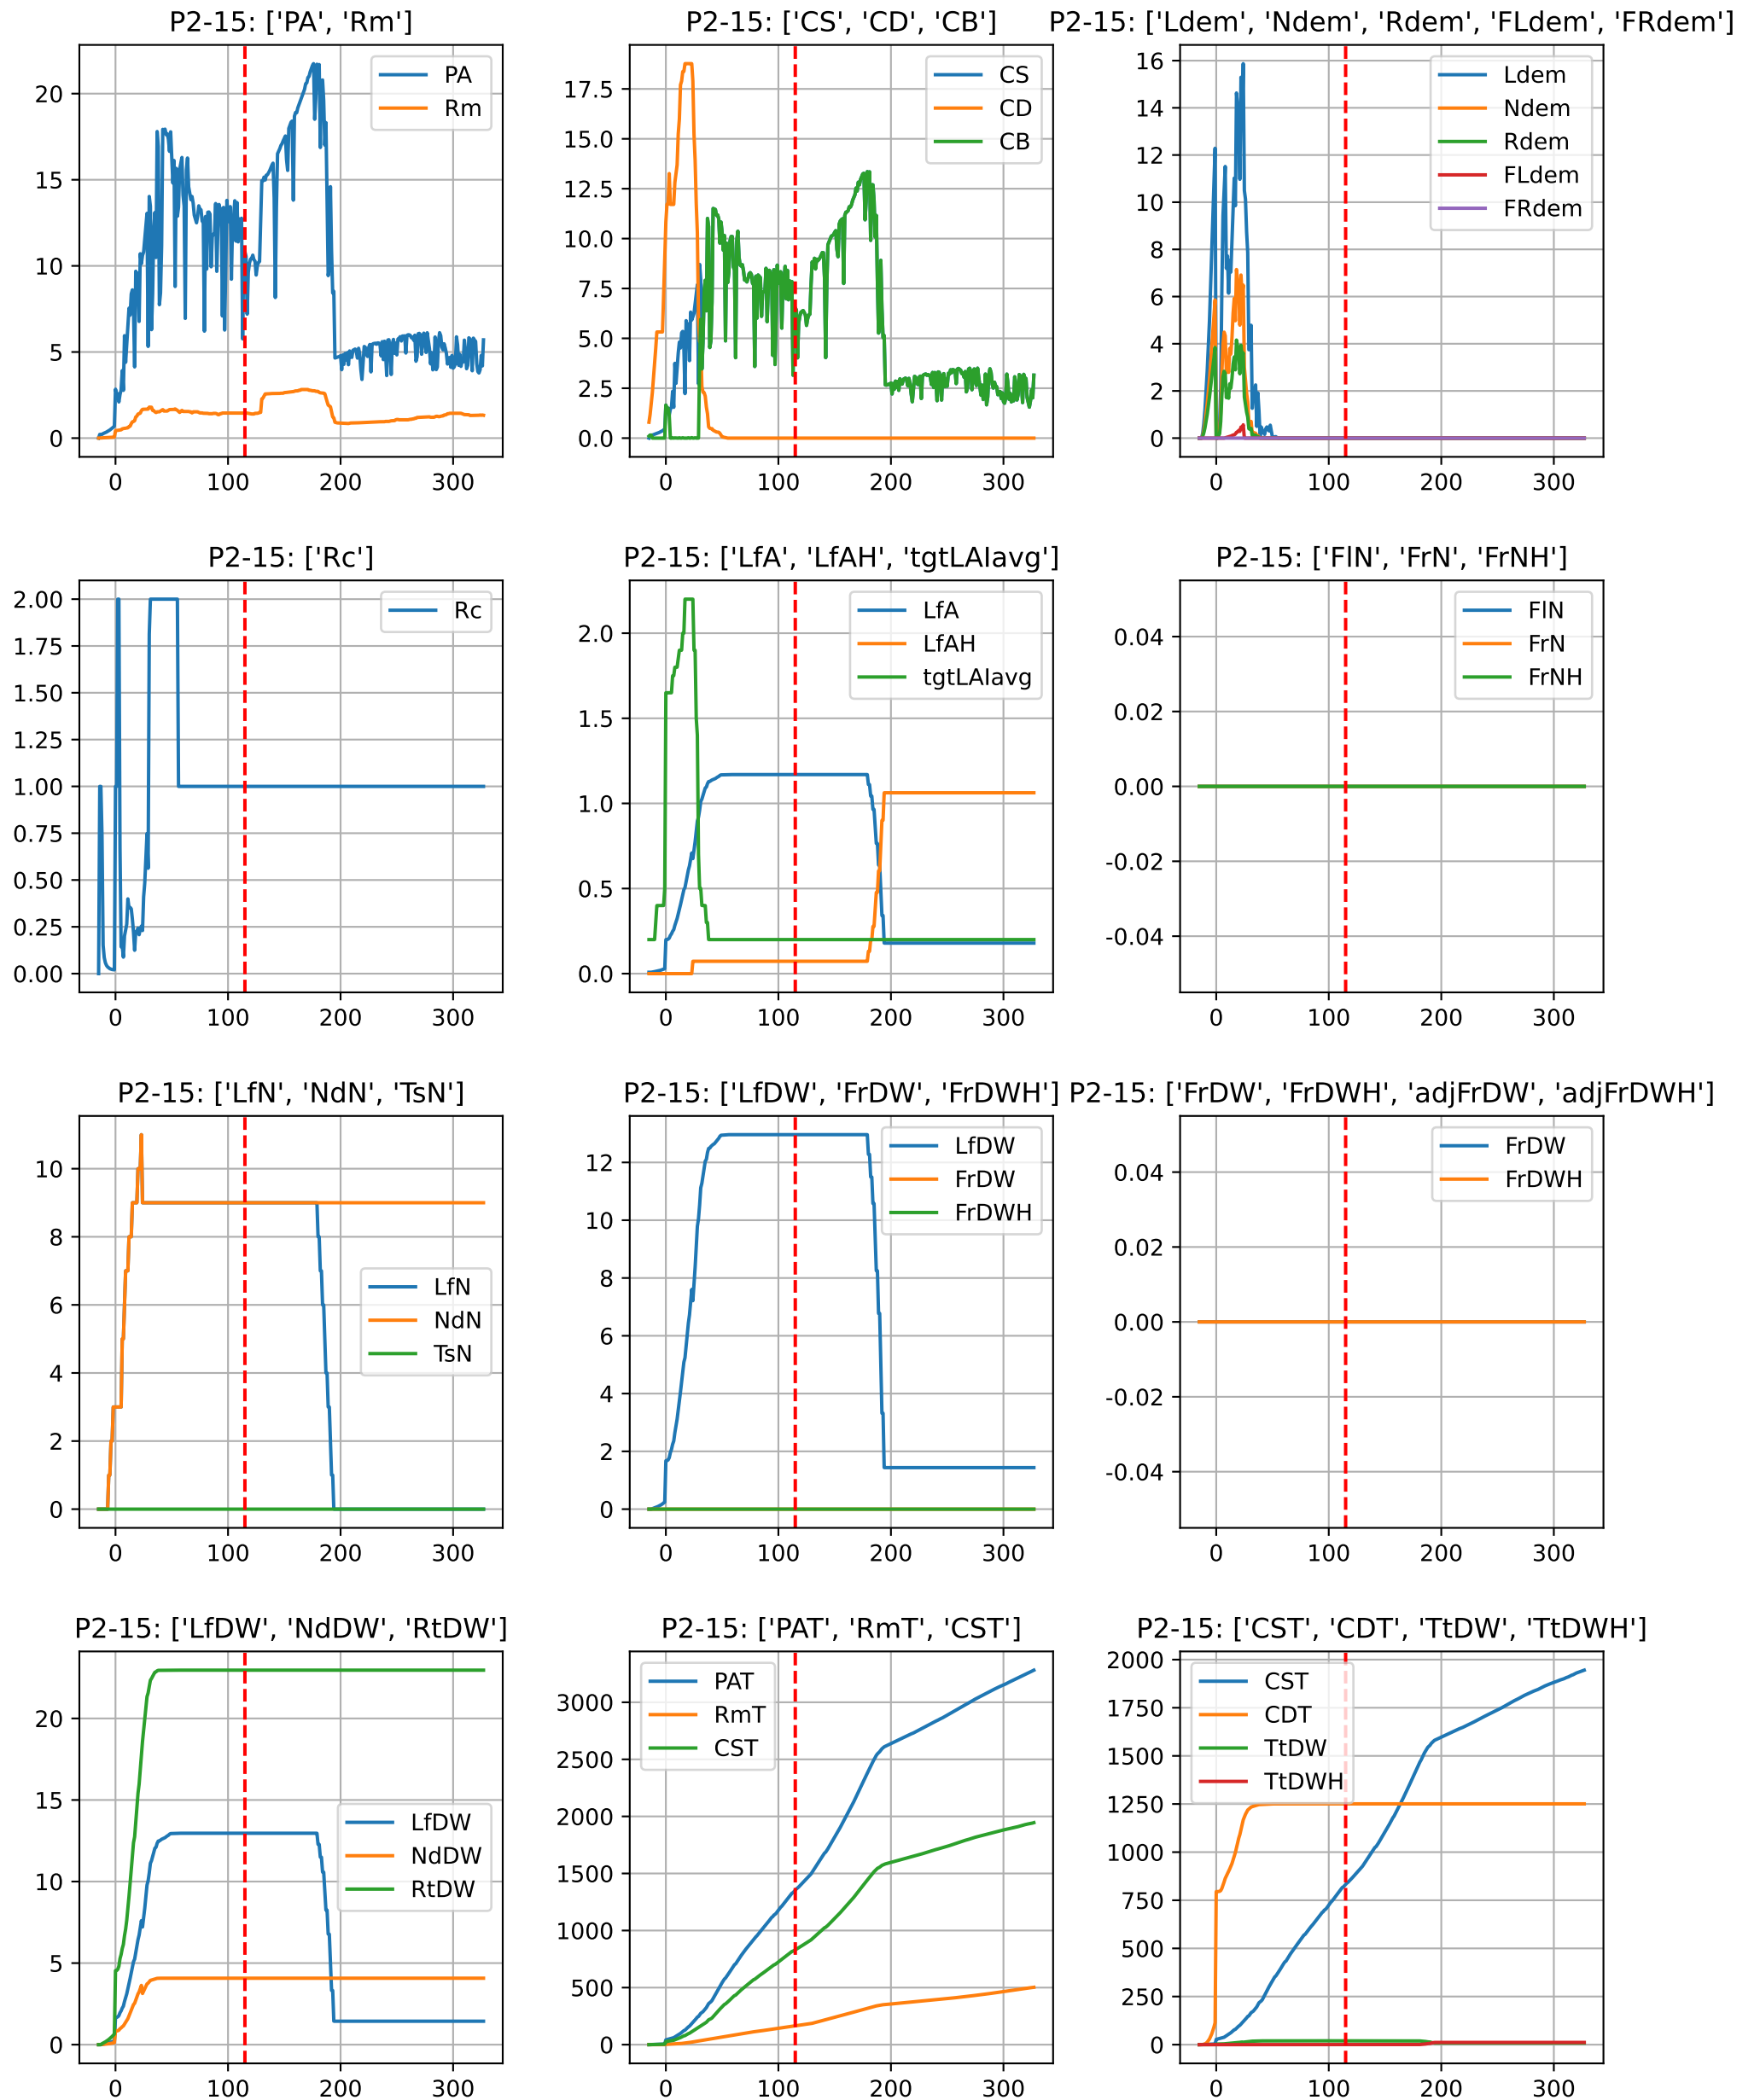 P2-15: ['PA', 'Rm']
20
15
10
5
0
0 100 200 300
PA
Rm
P2-15: ['CS', 'CD', 'CB']
17.5
15.0
12.5
10.0
7.5
5.0
2.5
0.0
0 100 200 300
CS
CD
CB
P2-15: ['Ldem', 'Ndem', 'Rdem', 'FLdem', 'FRdem']
16
14
12
10
8
6
4
2
0
0 100 200 300
Ldem
Ndem
Rdem
FLdem
FRdem
P2-15: ['Rc']
2.00
1.75
1.50
1.25
1.00
0.75
0.50
0.25
0.00
0 100 200 300
Rc
P2-15: ['LfA', 'LfAH', 'tgtLAIavg']
2.0
1.5
1.0
0.5
0.0
0 100 200 300
LfA
LfAH
tgtLAIavg
P2-15: ['FlN', 'FrN', 'FrNH']
0.04
0.02
0.00
-0.02
-0.04
0 100 200 300
FlN
FrN
FrNH
P2-15: ['LfN', 'NdN', 'TsN']
10
8
6
4
2
0
0 100 200 300
LfN
NdN
TsN
P2-15: ['LfDW', 'FrDW', 'FrDWH']
12
10
8
6
4
2
0
0 100 200 300
LfDW
FrDW
FrDWH
P2-15: ['FrDW', 'FrDWH', 'adjFrDW', 'adjFrDWH']
0.04
0.02
0.00
-0.02
-0.04
0 100 200 300
FrDW
FrDWH
P2-15: ['LfDW', 'NdDW', 'RtDW']
20
15
10
5
0
0 100 200 300
LfDW
NdDW
RtDW
P2-15: ['PAT', 'RmT', 'CST']
3000
2500
2000
1500
1000
500
0
0 100 200 300
PAT
RmT
CST
P2-15: ['CST', 'CDT', 'TtDW', 'TtDWH']
2000
1750
1500
1250
1000
750
500
250
0
0 100 200 300
CST
CDT
TtDW
TtDWH